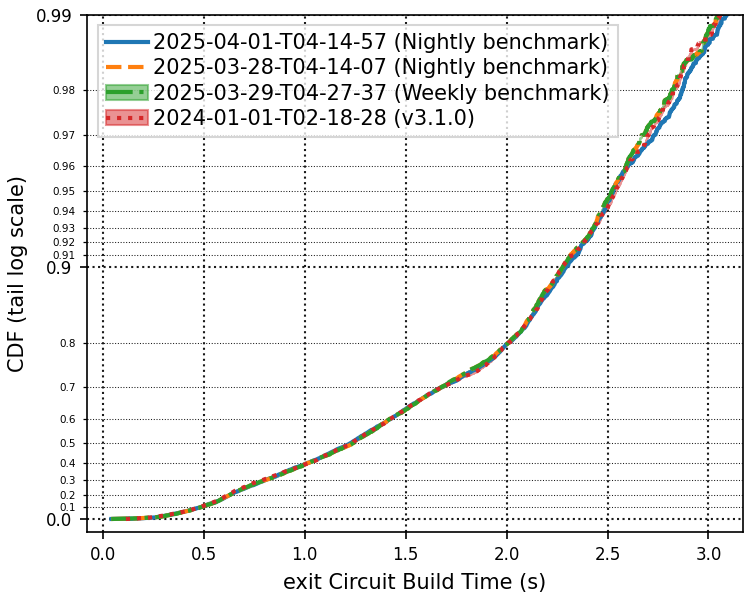 0.99
2025-04-01-T04-14-57 (Nightly benchmark)
2025-03-28-T04-14-07 (Nightly benchmark)
2025-03-29-T04-27-37 (Weekly benchmark)
2024-01-01-T02-18-28 (v3.1.0)
0.98
0.97
0.96
0.95
0.94
0.93
0.92
0.91
0.9
0.8
0.7
0.6
0.5
0.4
0.3
0.2
0.1
0.0
CDF (tail log scale)
0.0 0.5 1.0 1.5 2.0 2.5 3.0
exit Circuit Build Time (s)